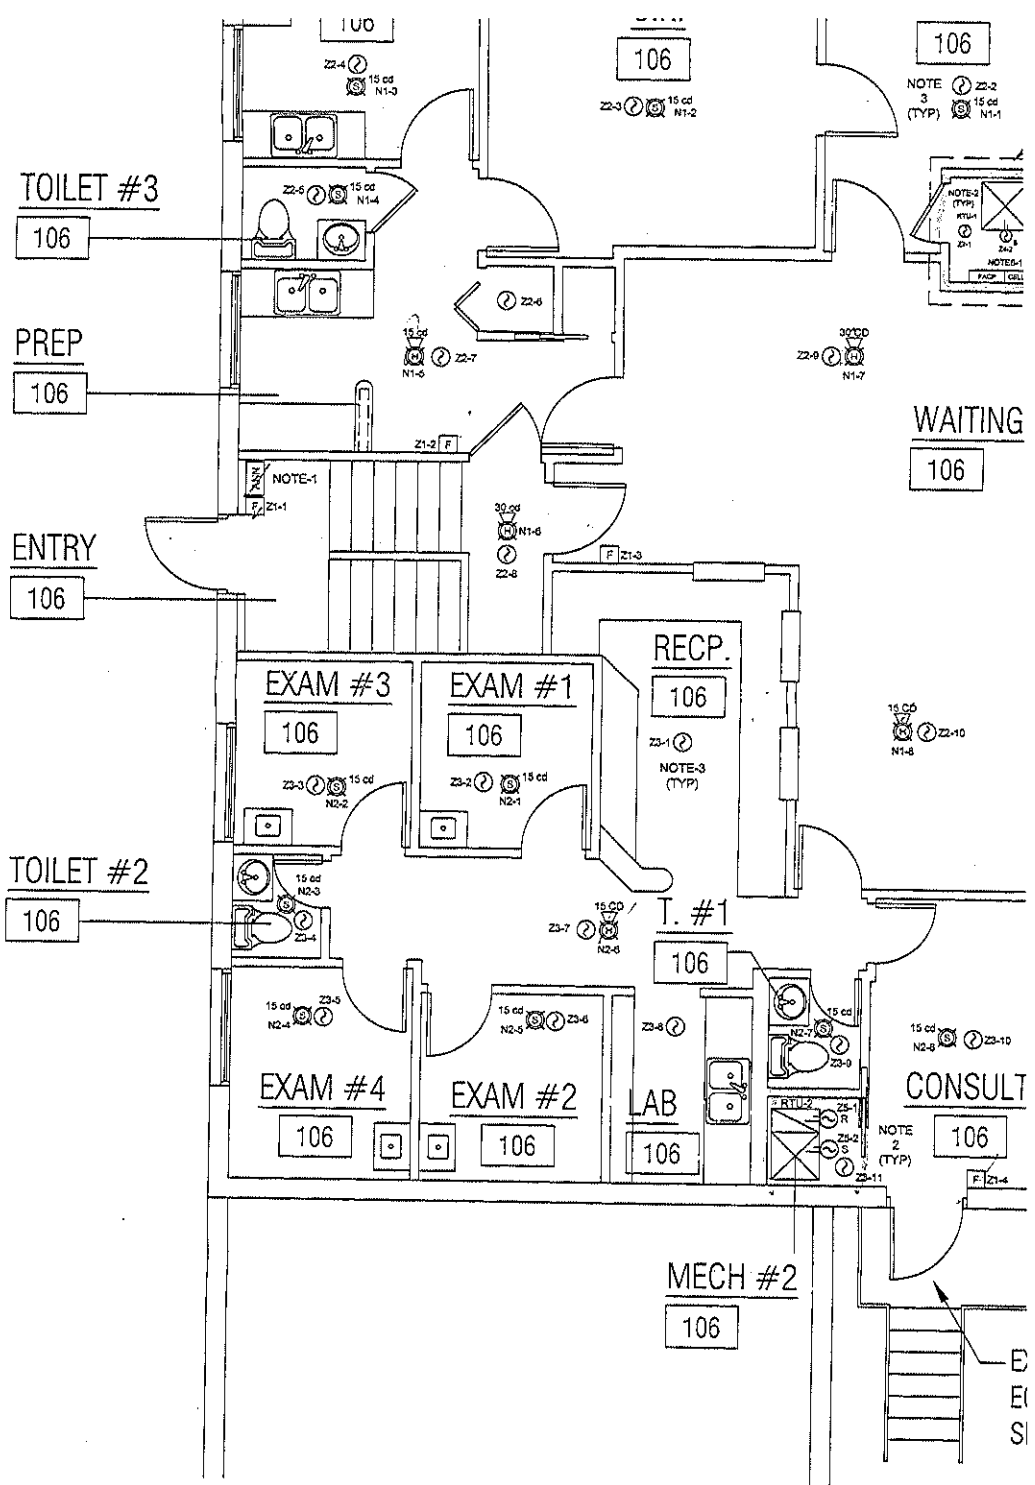 106
Z2-4
15 cd
N1-3
106
Z2-3
15 cd
N1-2
106
NOTE
3
(TYP)
Z2-2
15 cd
N1-1
TOILET #3
106
Z2-5
15 cd
N1-4
NOTE-2
(TYP)
RTU-1
FACP
Z2-6
PREP
106
15 cd
N1-5
Z2-7
30 CD
Z2-9
N1-7
WAITING
106
Z1-2
F
NOTE-1
F
Z1-1
30 cd
N1-6
Z2-8
F
Z1-3
ENTRY
106
RECP.
106
Z3-1
NOTE-3
(TYP)
EXAM #3
106
EXAM #1
106
15 CD
N1-8
Z2-10
Z3-3
15 cd
N2-2
Z3-2
15 cd
N2-1
TOILET #2
106
15 cd
N2-3
Z3-4
15 CD
Z3-7
N2-6
T. #1
106
15 cd
N2-4
Z3-5
15 cd
N2-5
Z3-6
Z3-8
15 cd
N2-7
Z3-9
15 cd
N2-8
Z3-10
EXAM #4
106
EXAM #2
106
LAB
106
RTU-2
Z5-1
R
Z5-2
S
Z3-11
NOTE
2
(TYP)
CONSULT
106
F
Z1-4
MECH #2
106